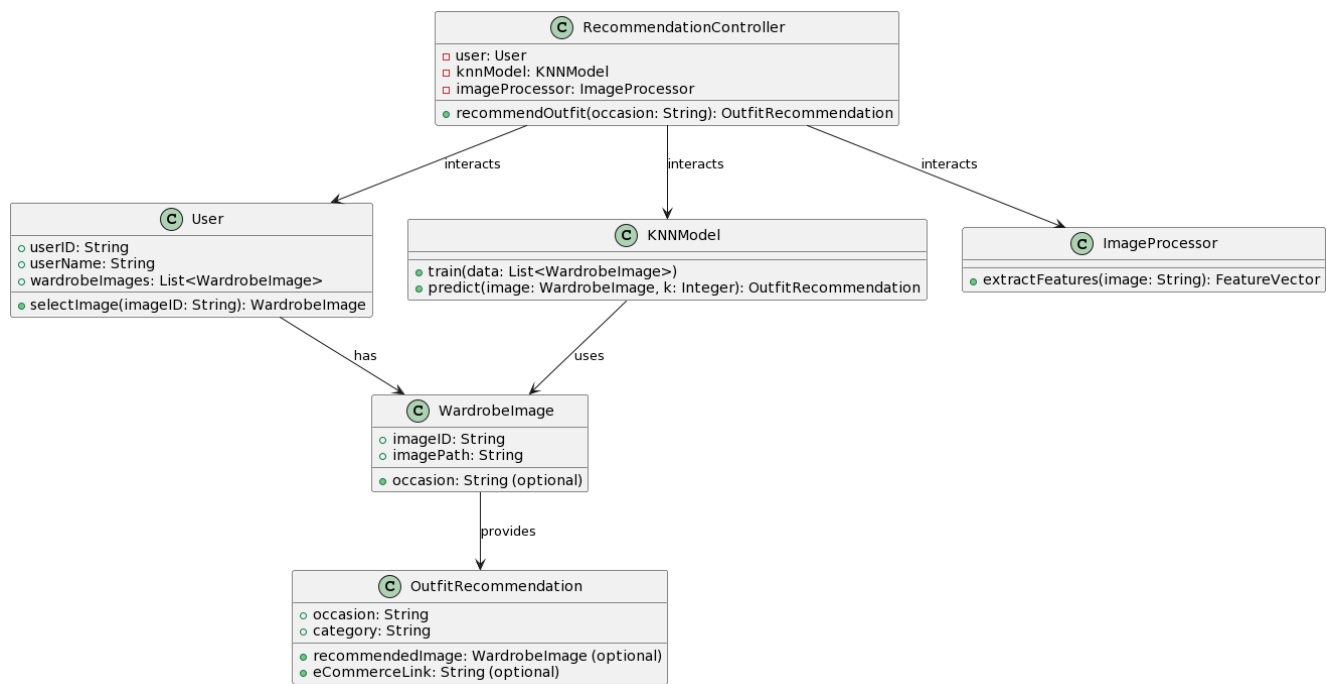 C RecommendationController
user: User
knnModel: KNNModel
imageProcessor: ImageProcessor
recommendOutfit(occasion: String): OutfitRecommendation
interacts
interacts
interacts
C User
userID: String
userName: String
wardrobeImages: List<WardrobeImage>
selectImage(imageID: String): WardrobeImage
C KNNModel
train(data: List<WardrobeImage>)
predict(image: WardrobeImage, k: Integer): OutfitRecommendation
C ImageProcessor
extractFeatures(image: String): FeatureVector
has
uses
C WardrobeImage
imageID: String
imagePath: String
occasion: String (optional)
provides
C OutfitRecommendation
occasion: String
category: String
recommendedImage: WardrobeImage (optional)
eCommerceLink: String (optional)